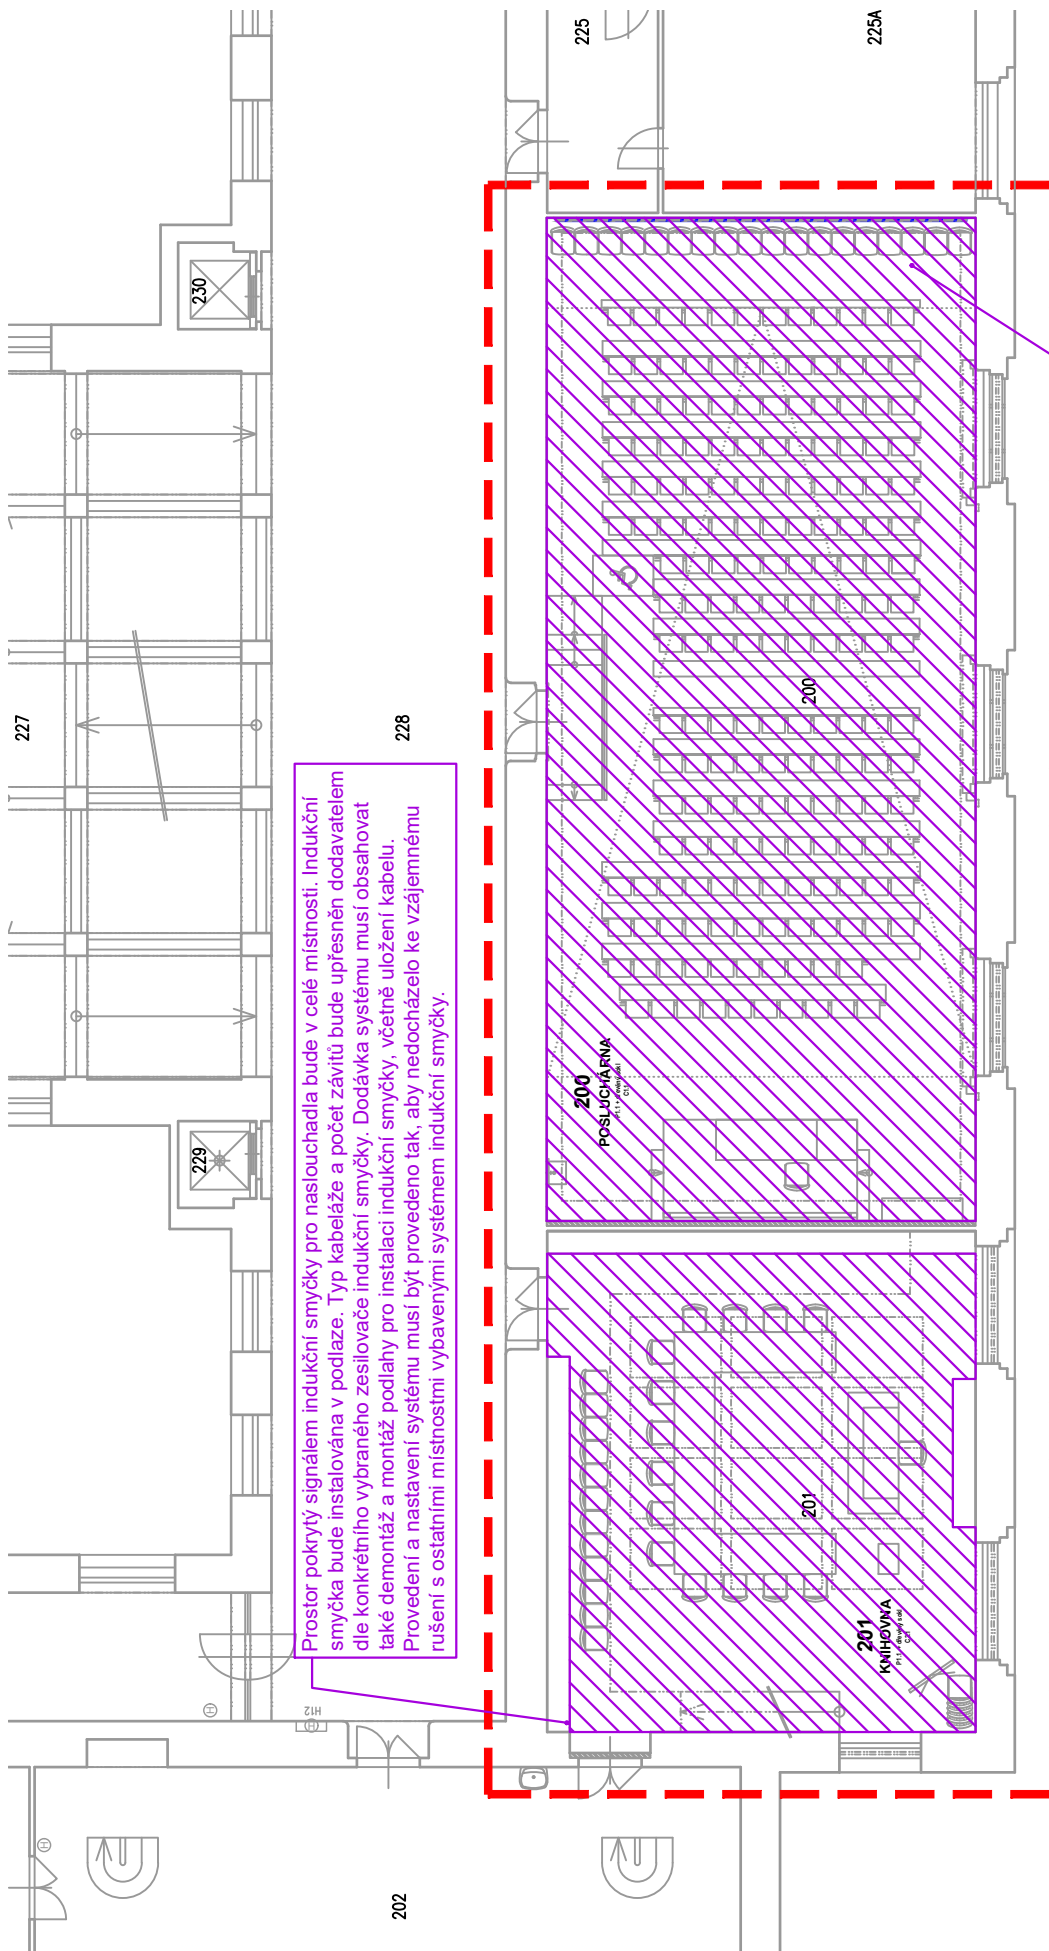 225
225A
230
227
228
200
Prostor pokrytý signálem indukční smyčky pro naslouchadla bude v celé místnosti. Indukční
smyčka bude instalována v podlaze. Typ kabeláže a počet závitů bude upřesněn dodavatelem
dle konkrétního vybraného zesilovače indukční smyčky. Dodávka systému musí obsahovat
také demontáž a montáž podlahy pro instalaci indukční smyčky, včetně uložení kabelu.
Provedení a nastavení systému musí být provedeno tak, aby nedocházelo ke vzájemnému
rušení s ostatními místnostmi vybavenými systémem indukční smyčky.
200
POSLUCHÁRNA
229
201
201
KNIHOVNA
H
H12
H
H
202